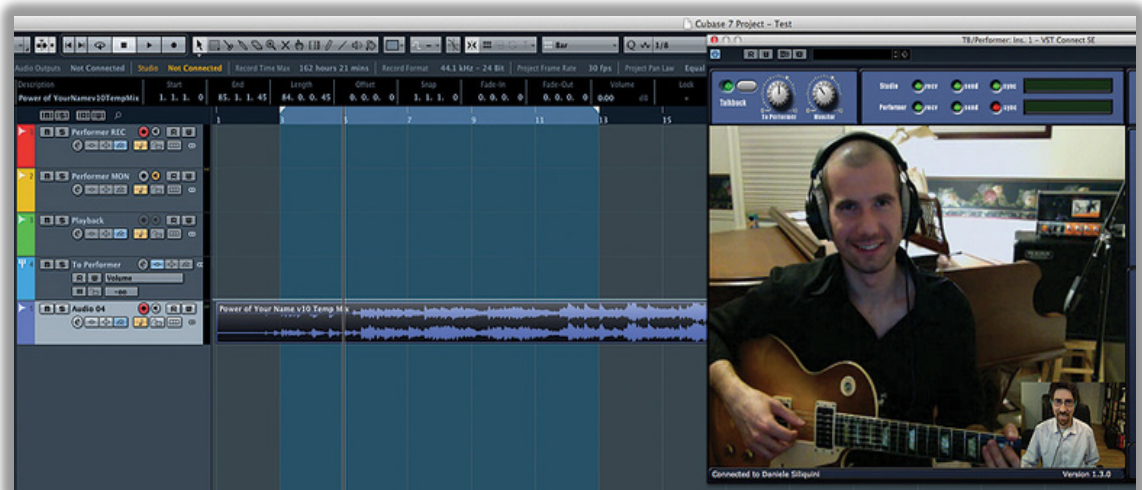 Cubase 7 Project - Test
Bar
Q
1/8
TB/Performer: Ins. 1 - VST Connect SE
Audio Outputs Not Connected Studio Not Connected Record Time Max 162 hours 21 mins Record Format 44.1 kHz - 24 Bit Project Frame Rate 30 fps Project Pan Law Equal
R W
Description Start End Length Offset Snap Fade-In Fade-Out Volume Lock
Power of YourNamev10TempMix 1. 1. 1. 0 85. 1. 1. 45 84. 0. 0. 45 0. 0. 0. 0 1. 1. 1. 0 0. 0. 0. 0 0. 0. 0. 0 0.00 dB -
Talkback
To Performer
Monitor
Studio recv send sync
Performer recv send sync
1 3 5 7 9 11 13 15
1 m S Performer REC R W
e
2 m S Performer MON R W
e
3 m S Playback R W
e
4 m S To Performer e
R W Volume
-oo
m S Audio 04 R W
e
Power of Your Name v10 Temp Mix
Connected to Daniele Siliquini
Version 1.3.0